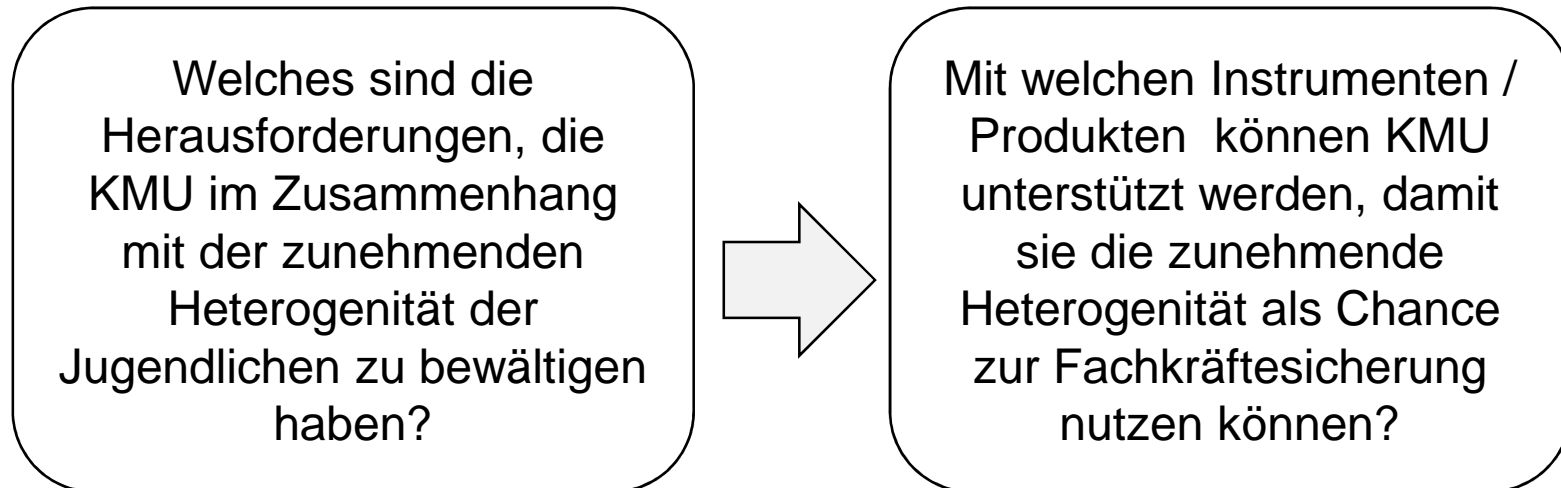 Welches sind die
Herausforderungen, die
KMU im Zusammenhang
mit der zunehmenden
Heterogenität der
Jugendlichen zu bewältigen
haben?
Mit welchen Instrumenten /
Produkten  können KMU
unterstützt werden, damit
sie die zunehmende
Heterogenität als Chance
zur Fachkräftesicherung
nutzen können?